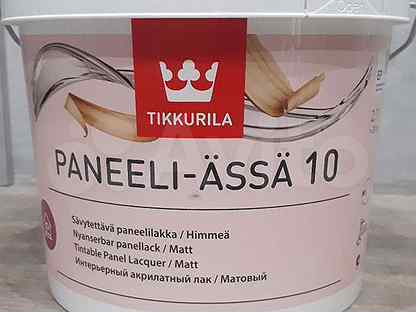 TIKKURILA
PANEELI-ÄSSÄ 10
Sävytettävä paneelilakka / Himmeä
Nyanserbar panellack / Matt
Tintable Panel Lacquer / Matt
Интерьерный акрилатный лак / Матовый